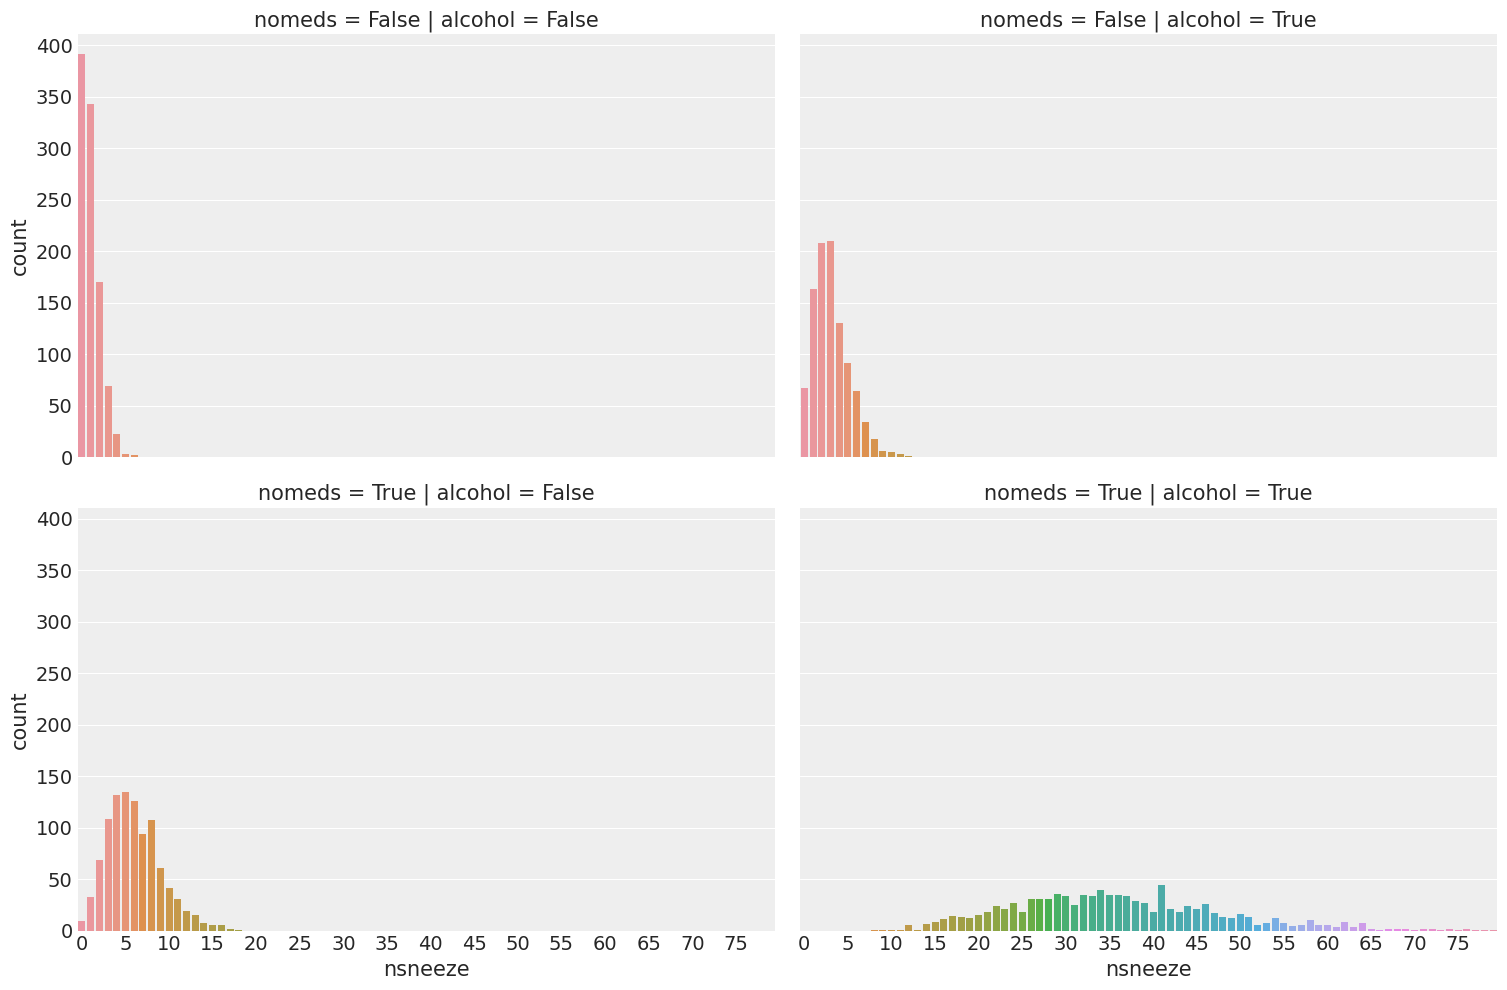 nomeds = False | alcohol = False
nomeds = False | alcohol = True
400
350
300
250
200
150
100
50
0
count
nomeds = True | alcohol = False
nomeds = True | alcohol = True
400
350
300
250
200
150
100
50
0
count
0 5 10 15 20 25 30 35 40 45 50 55 60 65 70 75
0 5 10 15 20 25 30 35 40 45 50 55 60 65 70 75
nsneeze
nsneeze